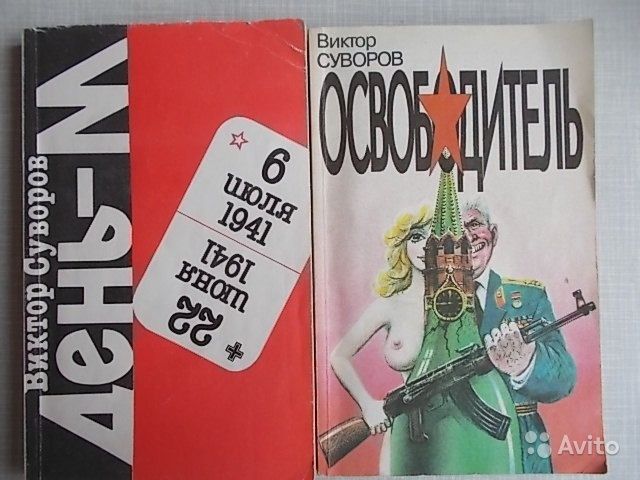 Виктор Суворов
День-М
6
июля
1941
22
июня
1941
Виктор
СУВОРОВ
ОСВОБОДИТЕЛЬ
Avito